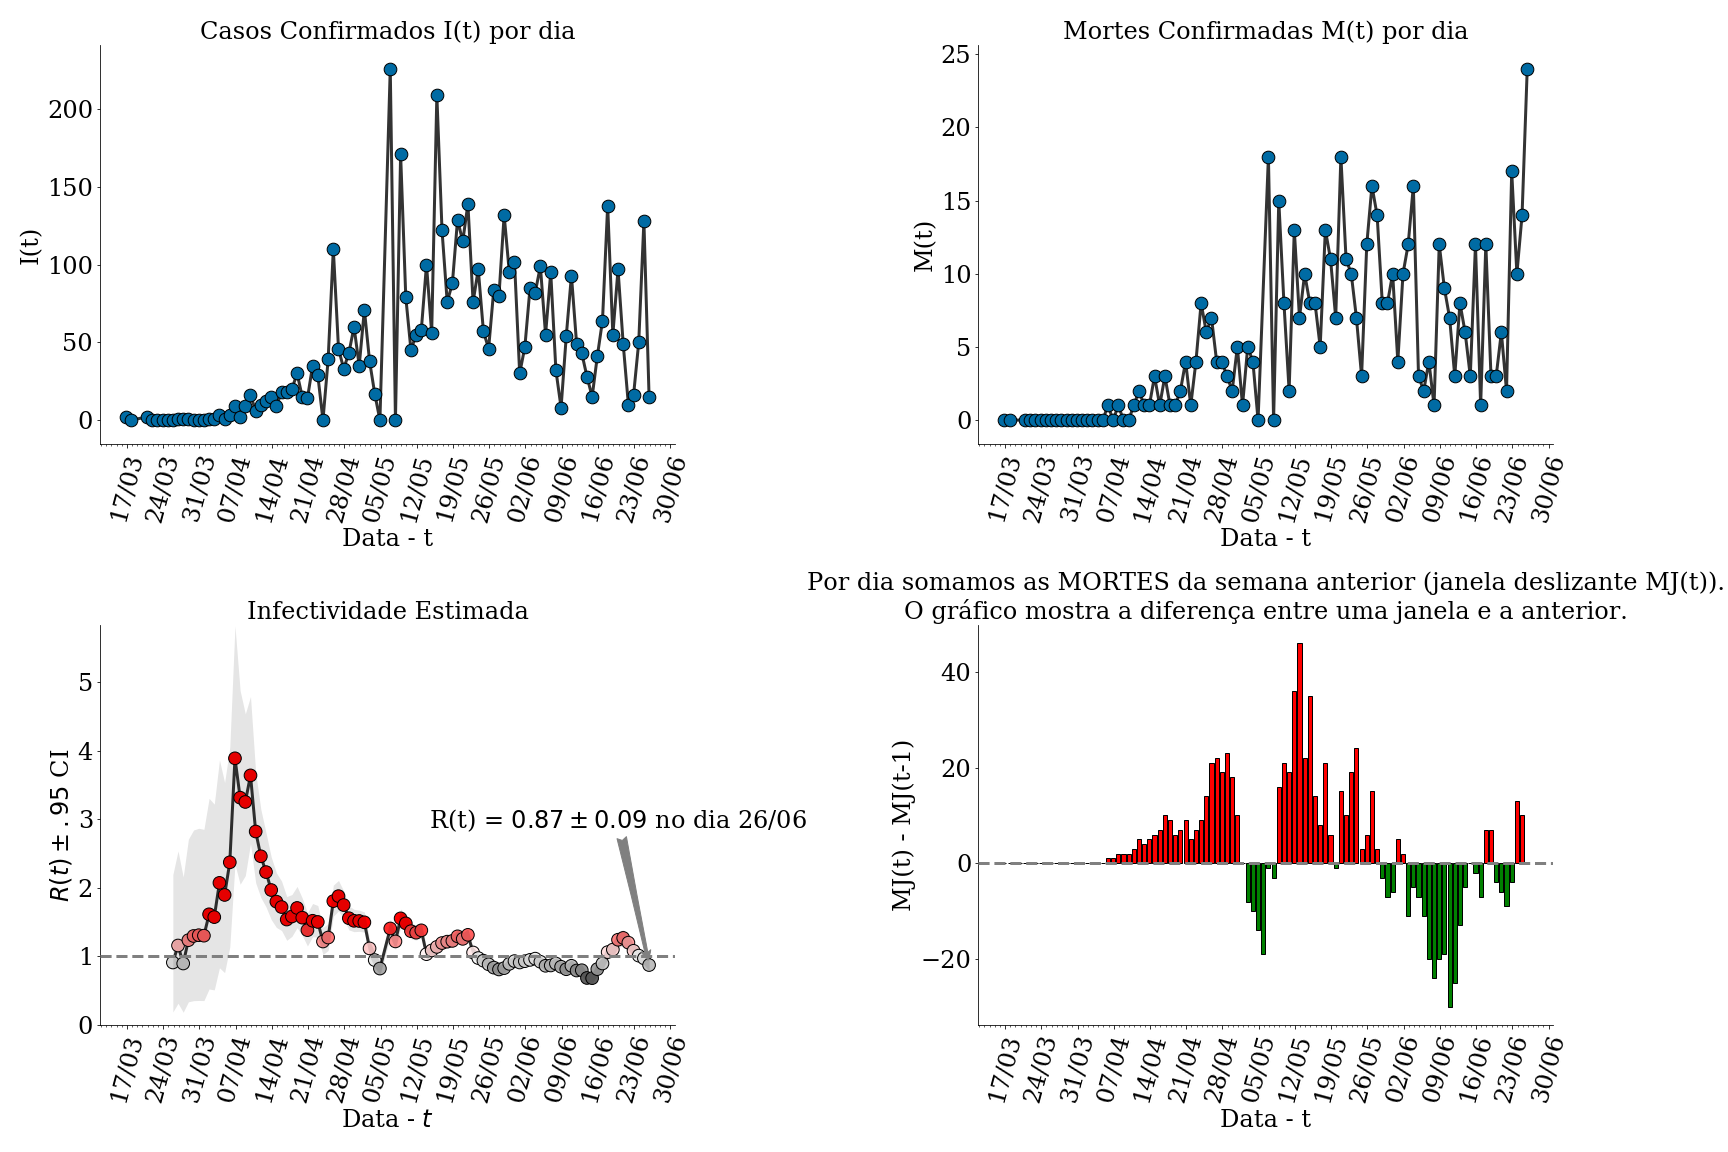 Casos Confirmados I(t) por dia
I(t)
200
150
100
50
0
17/03 24/03 31/03 07/04 14/04 21/04 28/04 05/05 12/05 19/05 26/05 02/06 09/06 16/06 23/06 30/06
Data - t
Mortes Confirmadas M(t) por dia
M(t)
25
20
15
10
5
0
17/03 24/03 31/03 07/04 14/04 21/04 28/04 05/05 12/05 19/05 26/05 02/06 09/06 16/06 23/06 30/06
Data - t
Infectividade Estimada
R(t) ± .95 CI
5
4
3
2
1
0
R(t) = 0.87 ± 0.09 no dia 26/06
17/03 24/03 31/03 07/04 14/04 21/04 28/04 05/05 12/05 19/05 26/05 02/06 09/06 16/06 23/06 30/06
Data - t
Por dia somamos as MORTES da semana anterior (janela deslizante MJ(t)).
O gráfico mostra a diferença entre uma janela e a anterior.
MJ(t) - MJ(t-1)
40
20
0
−20
17/03 24/03 31/03 07/04 14/04 21/04 28/04 05/05 12/05 19/05 26/05 02/06 09/06 16/06 23/06 30/06
Data - t